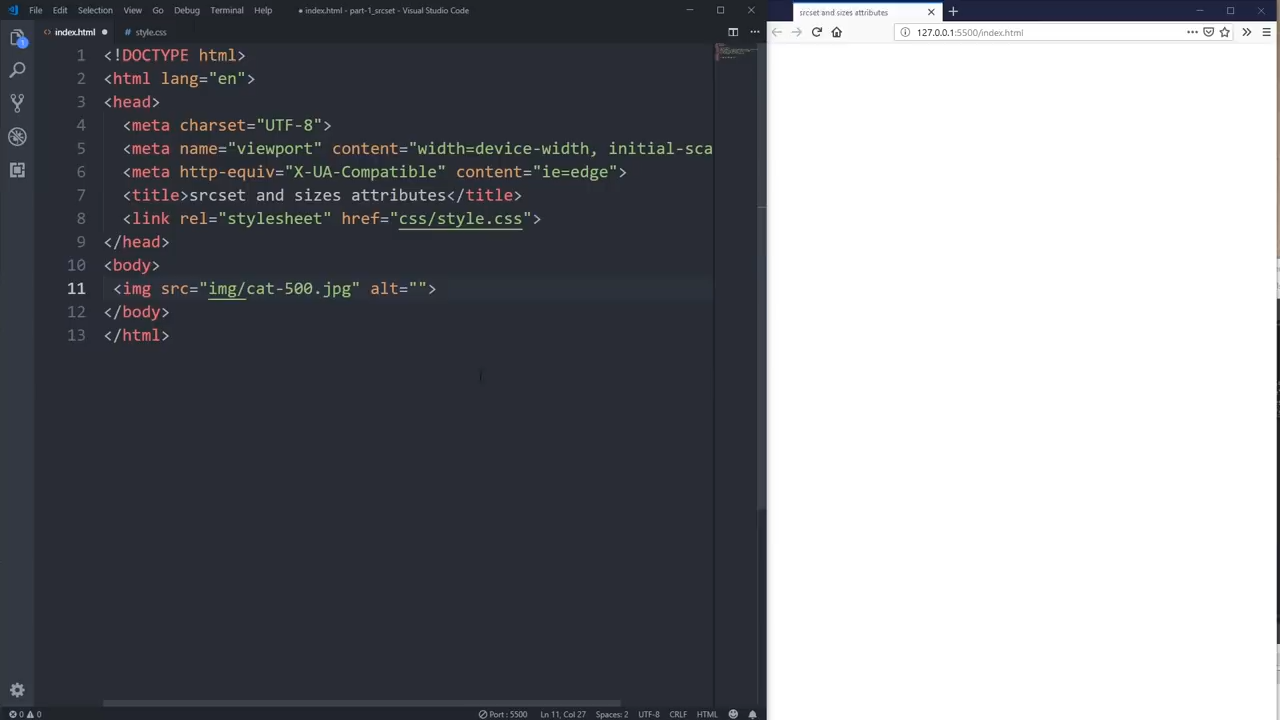 File Edit Selection View Go Debug Terminal Help ● index.html - part-1_srcset - Visual Studio Code
index.html ● # style.css
1 <!DOCTYPE html>
2 <html lang="en">
3 <head>
4 <meta charset="UTF-8">
5 <meta name="viewport" content="width=device-width, initial-sca
6 <meta http-equiv="X-UA-Compatible" content="ie=edge">
7 <title>srcset and sizes attributes</title>
8 <link rel="stylesheet" href="css/style.css">
9 </head>
10 <body>
11 <img src="img/cat-500.jpg" alt="">
12 </body>
13 </html>
0 0 Port : 5500 Ln 11, Col 27 Spaces: 2 UTF-8 CRLF HTML
srcset and sizes attributes
127.0.0.1:5500/index.html